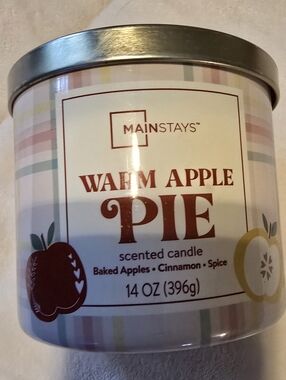 MAINSTAYS™
WARM APPLE
PIE
scented candle
Baked Apples • Cinnamon • Spice
14 OZ (396g)